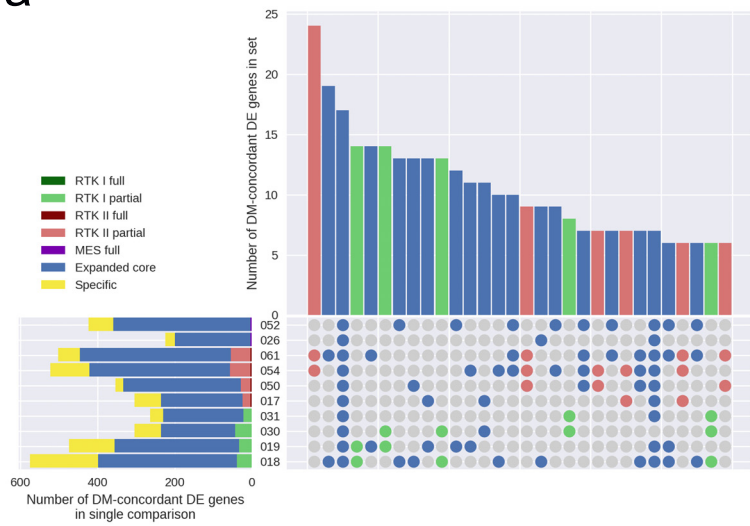 a
25
20
15
10
5
0
Number of DM-concordant DE genes in set
RTK I full
RTK I partial
RTK II full
RTK II partial
MES full
Expanded core
Specific
052
026
061
054
050
017
031
030
019
018
600 400 200 0
Number of DM-concordant DE genes
in single comparison